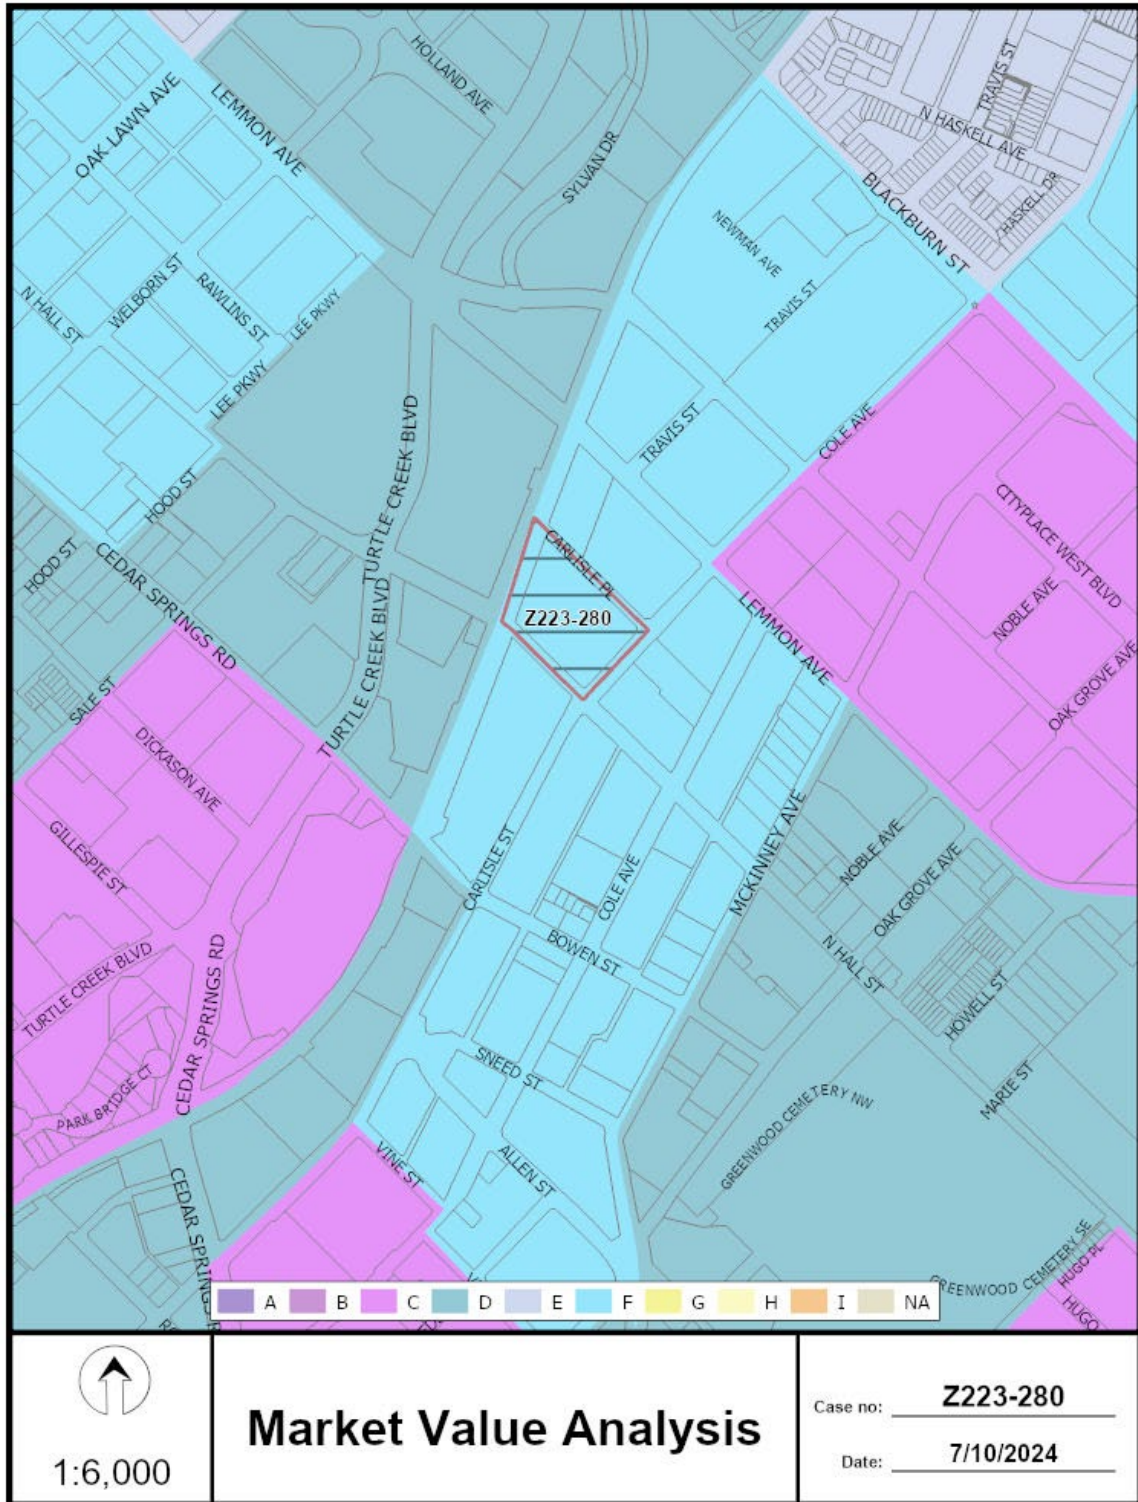 HOLLAND AVE
TRAVIS ST
OAK LAWN AVE
LEMMON AVE
N HASKELL AVE
SYLVAN DR
BLACKBURN ST
HASKELL DR
NEWMAN AVE
WELBORN ST
RAWLINS ST
N HALL ST
LEE PKWY
TRAVIS ST
LEE PKWY
COLE AVE
TRAVIS ST
TURTLE CREEK BLVD
HOOD ST
CITYPLACE WEST BLVD
HOOD ST
CEDAR SPRINGS RD
CARLISLE PL
NOBLE AVE
Z223-280
LEMMON AVE
TURTLE CREEK BLVD
OAK GROVE AVE
SALE ST
DICKASON AVE
GILLESPIE ST
CARLISLE ST
MCKINNEY AVE
NOBLE AVE
COLE AVE
OAK GROVE AVE
BOWEN ST
N HALL ST
TURTLE CREEK BLVD
CEDAR SPRINGS RD
HOWELL ST
SNEED ST
MARIE ST
PARK BRIDGE CT
GREENWOOD CEMETERY NW
VINE ST
ALLEN ST
CEDAR SPRINGS R
GREENWOOD CEMETERY SE
HUGO PL
HUGO
A B C D E F G H I NA
1:6,000
Market Value Analysis
Case no: Z223-280
Date: 7/10/2024